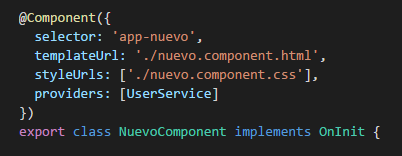 @Component({
  selector: 'app-nuevo',
  templateUrl: './nuevo.component.html',
  styleUrls: ['./nuevo.component.css'],
  providers: [UserService]
})
export class NuevoComponent implements OnInit {